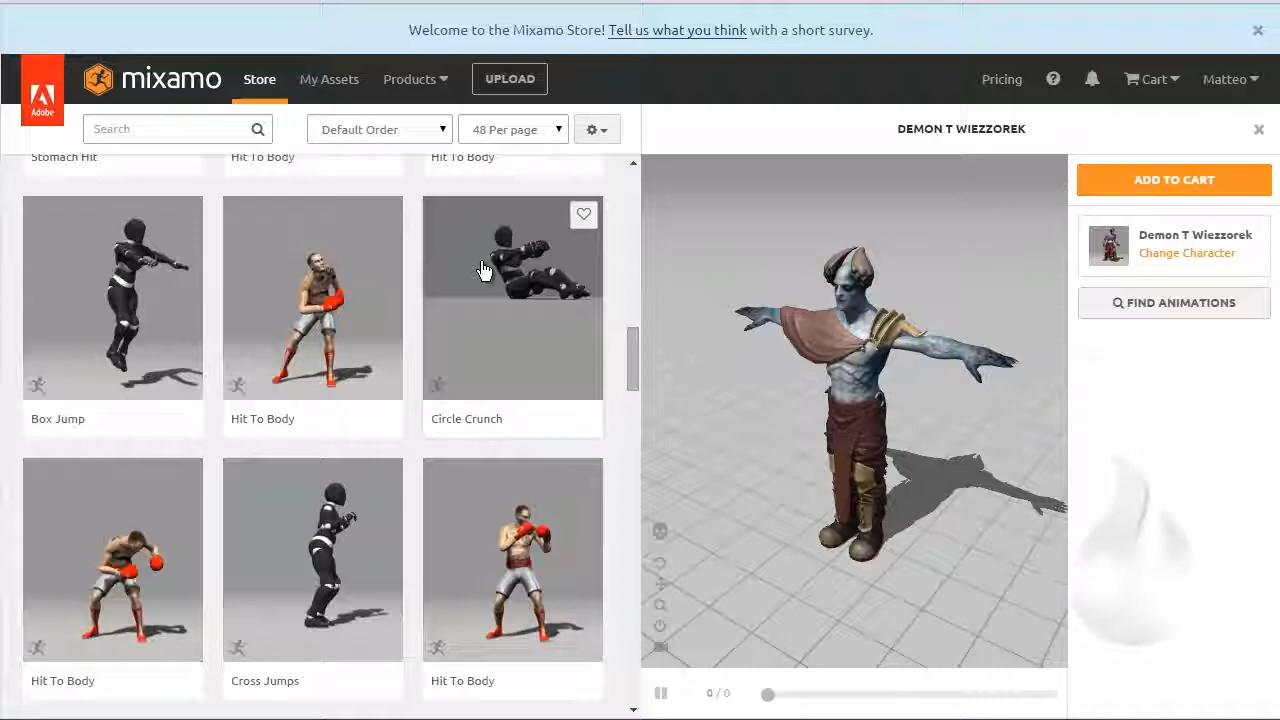 Welcome to the Mixamo Store! Tell us what you think with a short survey.
Adobe
mixamo
Store
My Assets
Products
UPLOAD
Pricing
Cart
Matteo
Search
Default Order
48 Per page
DEMON T WIEZZOREK
Stomach Hit
Hit To Body
Hit To Body
ADD TO CART
Demon T Wiezzorek
Change Character
FIND ANIMATIONS
Box Jump
Hit To Body
Circle Crunch
Hit To Body
Cross Jumps
Hit To Body
0 / 0